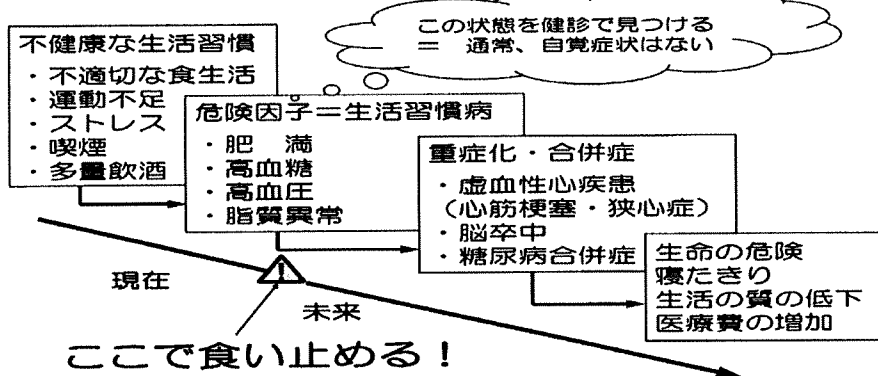 この状態を健診で見つける
＝　通常、自覚症状はない
不健康な生活習慣
・不適切な食生活
・運動不足
・ストレス
・喫煙
・多量飲酒
危険因子＝生活習慣病
・肥　満
・高血糖
・高血圧
・脂質異常
重症化・合併症
・虚血性心疾患
（心筋梗塞・狭心症）
・脳卒中
・糖尿病合併症
生命の危険
寝たきり
生活の質の低下
医療費の増加
現在
!
未来
ここで食い止める！